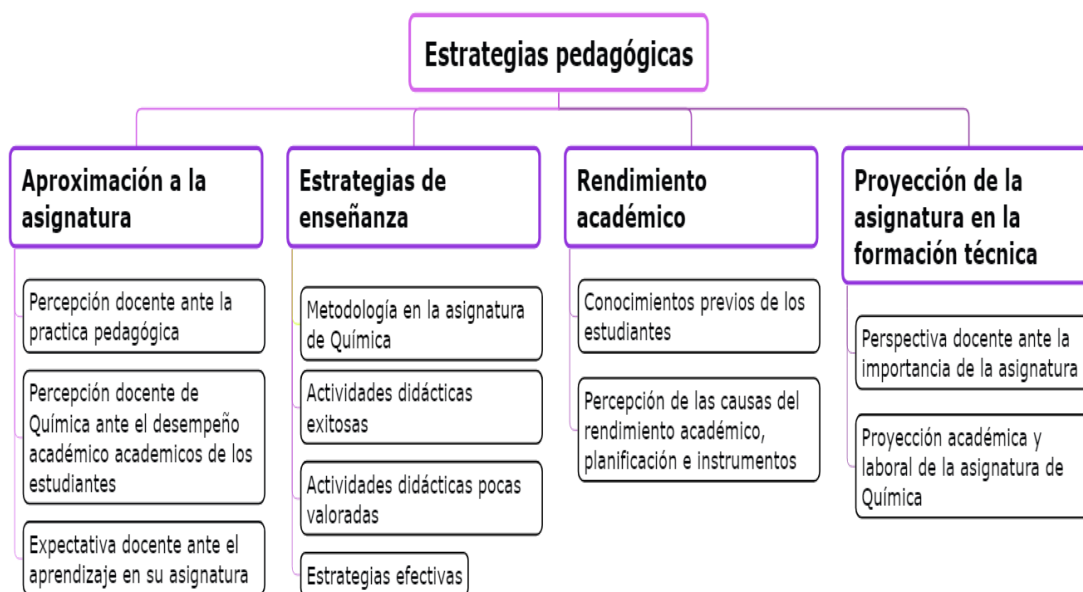 Estrategias pedagógicas
Aproximación a la
asignatura
Percepción docente ante la
practica pedagógica
Percepción docente de
Química ante el desempeño
académico academicos de los
estudiantes
Expectativa docente ante el
aprendizaje en su asignatura
Estrategias de
enseñanza
Metodología en la asignatura
de Química
Actividades didácticas
exitosas
Actividades didácticas pocas
valoradas
Estrategias efectivas
Rendimiento
académico
Conocimientos previos de los
estudiantes
Percepción de las causas del
rendimiento académico,
planificación e instrumentos
Proyección de la
asignatura en la
formación técnica
Perspectiva docente ante la
importancia de la asignatura
Proyección académica y
laboral de la asignatura de
Química